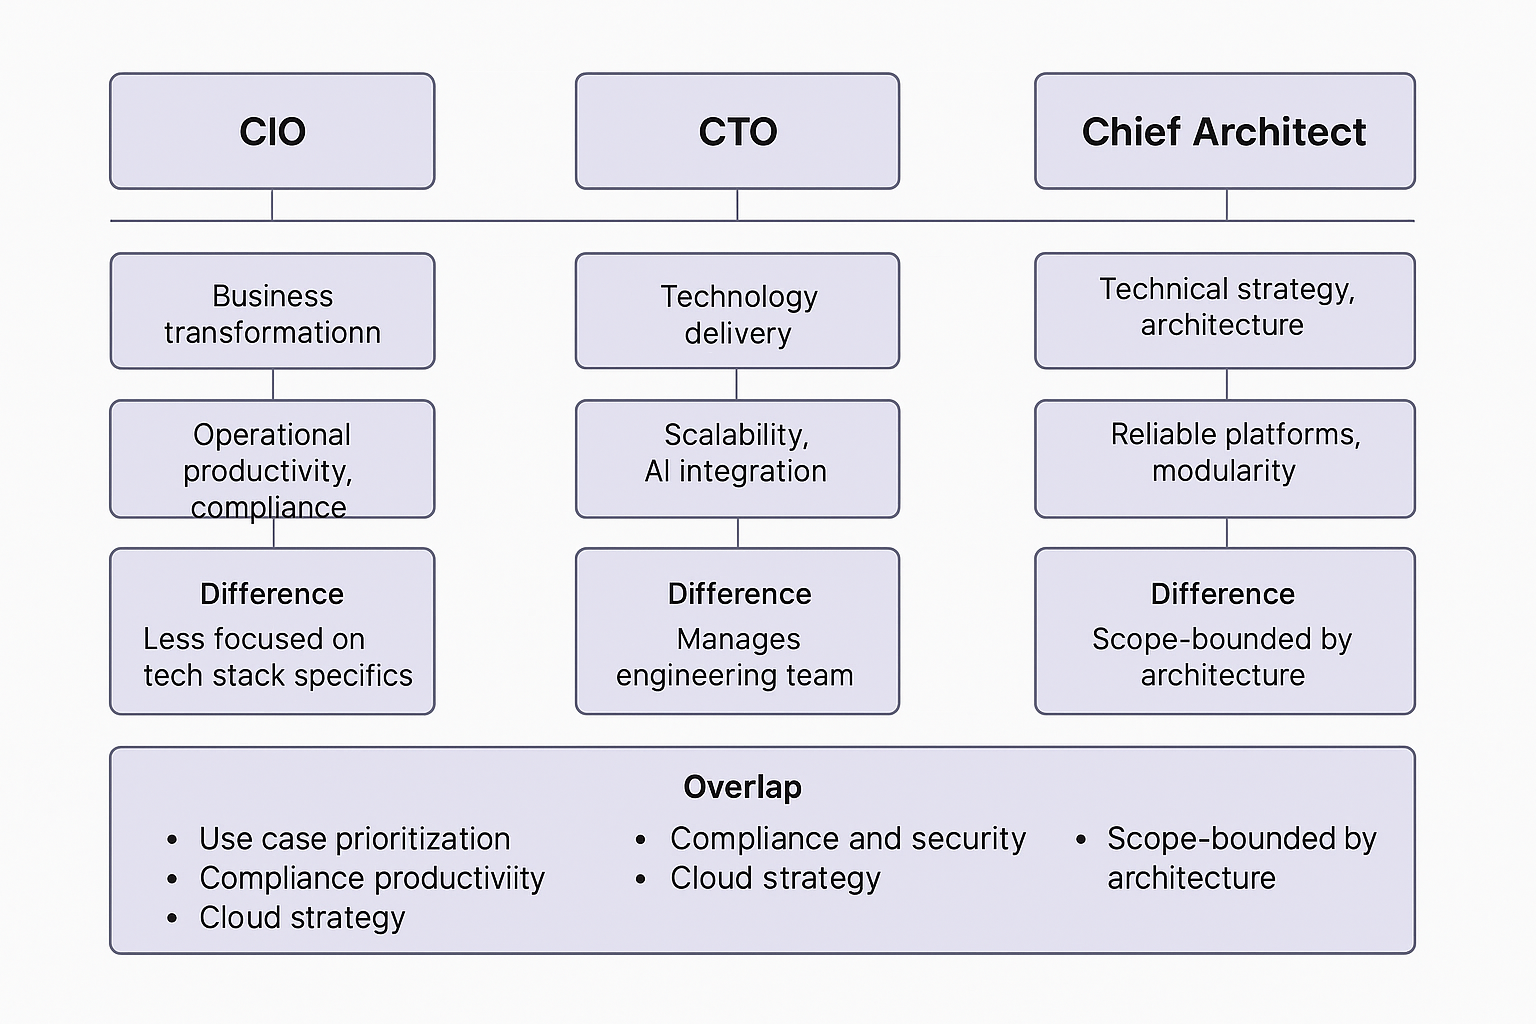 CIO
CTO
Chief Architect
Business
transformationn
Technology
delivery
Technical strategy,
architecture
Operational
productivity,
compliance
Scalability,
AI integration
Reliable platforms,
modularity
Difference
Less focused on
tech stack specifics
Difference
Manages
engineering team
Difference
Scope-bounded by
architecture
Overlap
• Use case prioritization
• Compliance productiviity
• Cloud strategy
• Compliance and security
• Cloud strategy
• Scope-bounded by
architecture